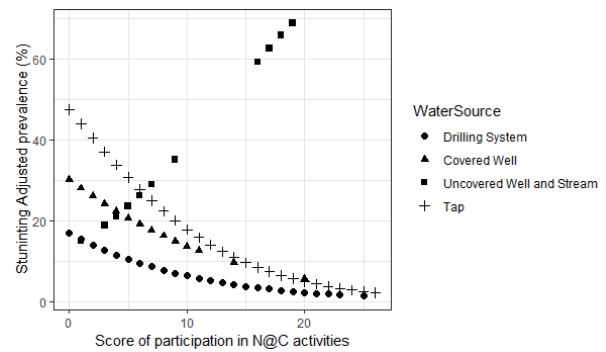 Stuninting Adjusted prevalence (%)
60
40
20
0
0
10
20
Score of participation in N@C activities
WaterSource
Drilling System
Covered Well
Uncovered Well and Stream
Tap